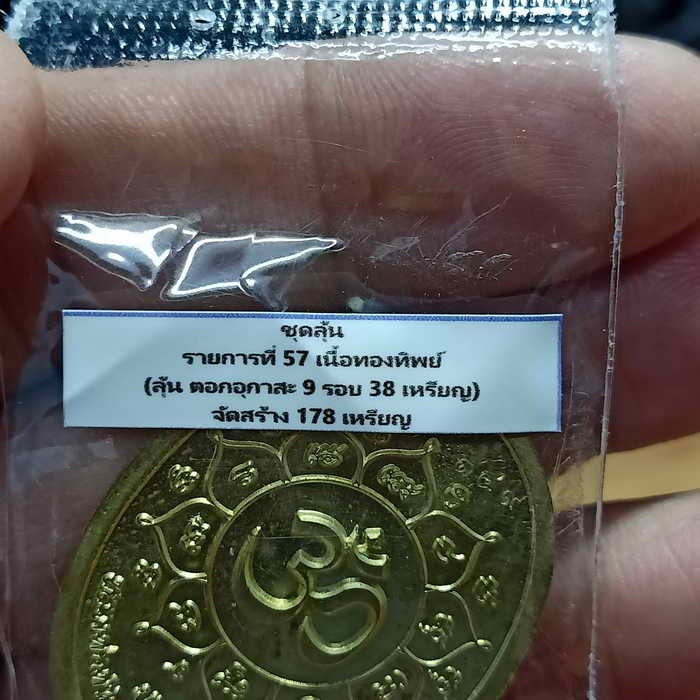 ชุดลุ้น
รายการที่ 57 เนื้อทองทิพย์
(ลุ้น ตอกอุกาสะ 9 รอบ 38 เหรียญ)
จัดสร้าง 178 เหรียญ
ॐ